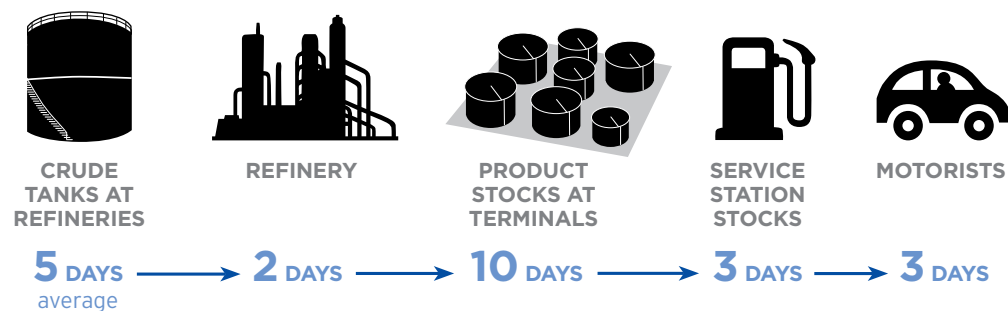 CRUDE
TANKS AT
REFINERIES
REFINERY
PRODUCT
STOCKS AT
TERMINALS
SERVICE
STATION
STOCKS
MOTORISTS
5 DAYS
average
2 DAYS
10 DAYS
3 DAYS
3 DAYS